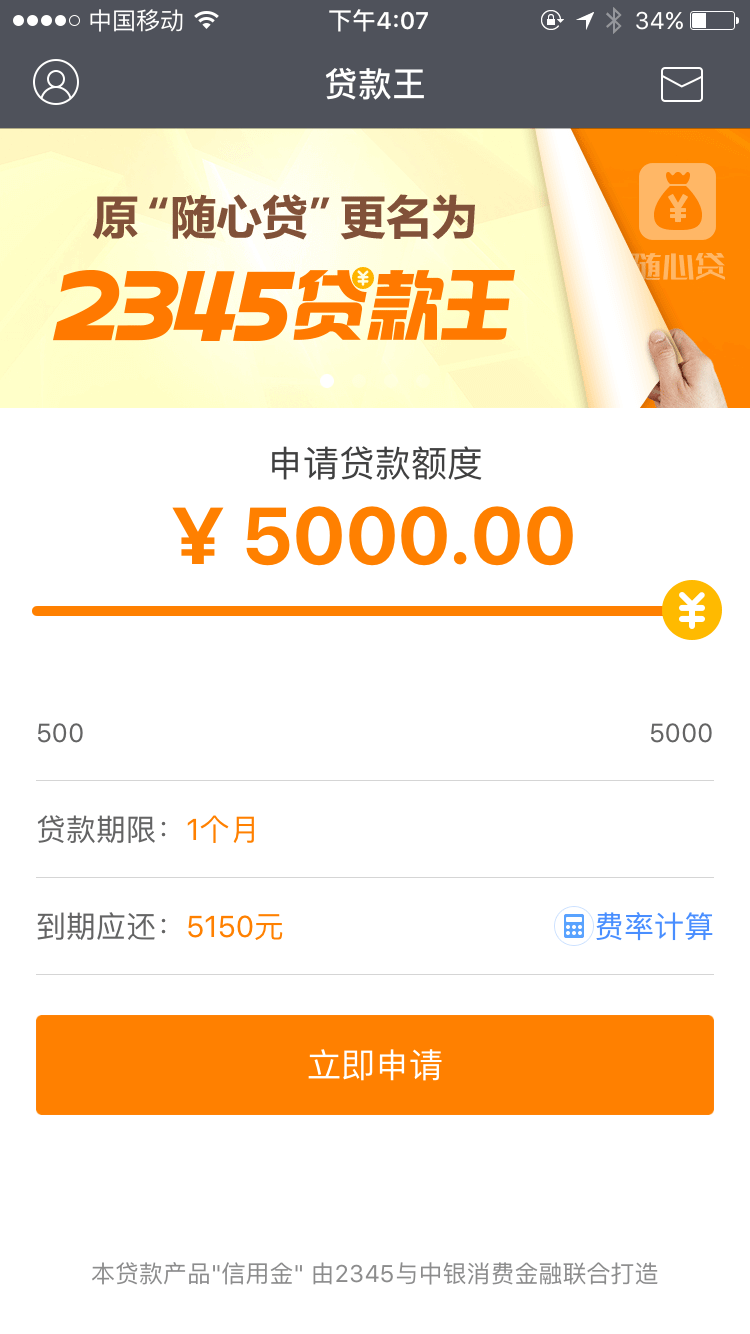 中国移动 下午4:07 34%
贷款王
原“随心贷”更名为
2345贷款王
¥
随心贷
申请贷款额度
¥ 5000.00
¥
500 5000
贷款期限：1个月
到期应还：5150元 费率计算
立即申请
本贷款产品"信用金" 由2345与中银消费金融联合打造